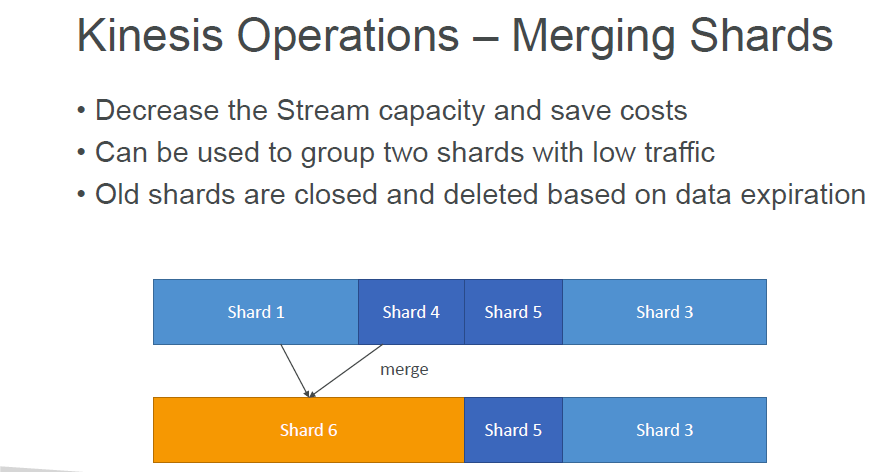 Kinesis Operations – Merging Shards
• Decrease the Stream capacity and save costs
• Can be used to group two shards with low traffic
• Old shards are closed and deleted based on data expiration
Shard 1 Shard 4 Shard 5 Shard 3
merge
Shard 6 Shard 5 Shard 3